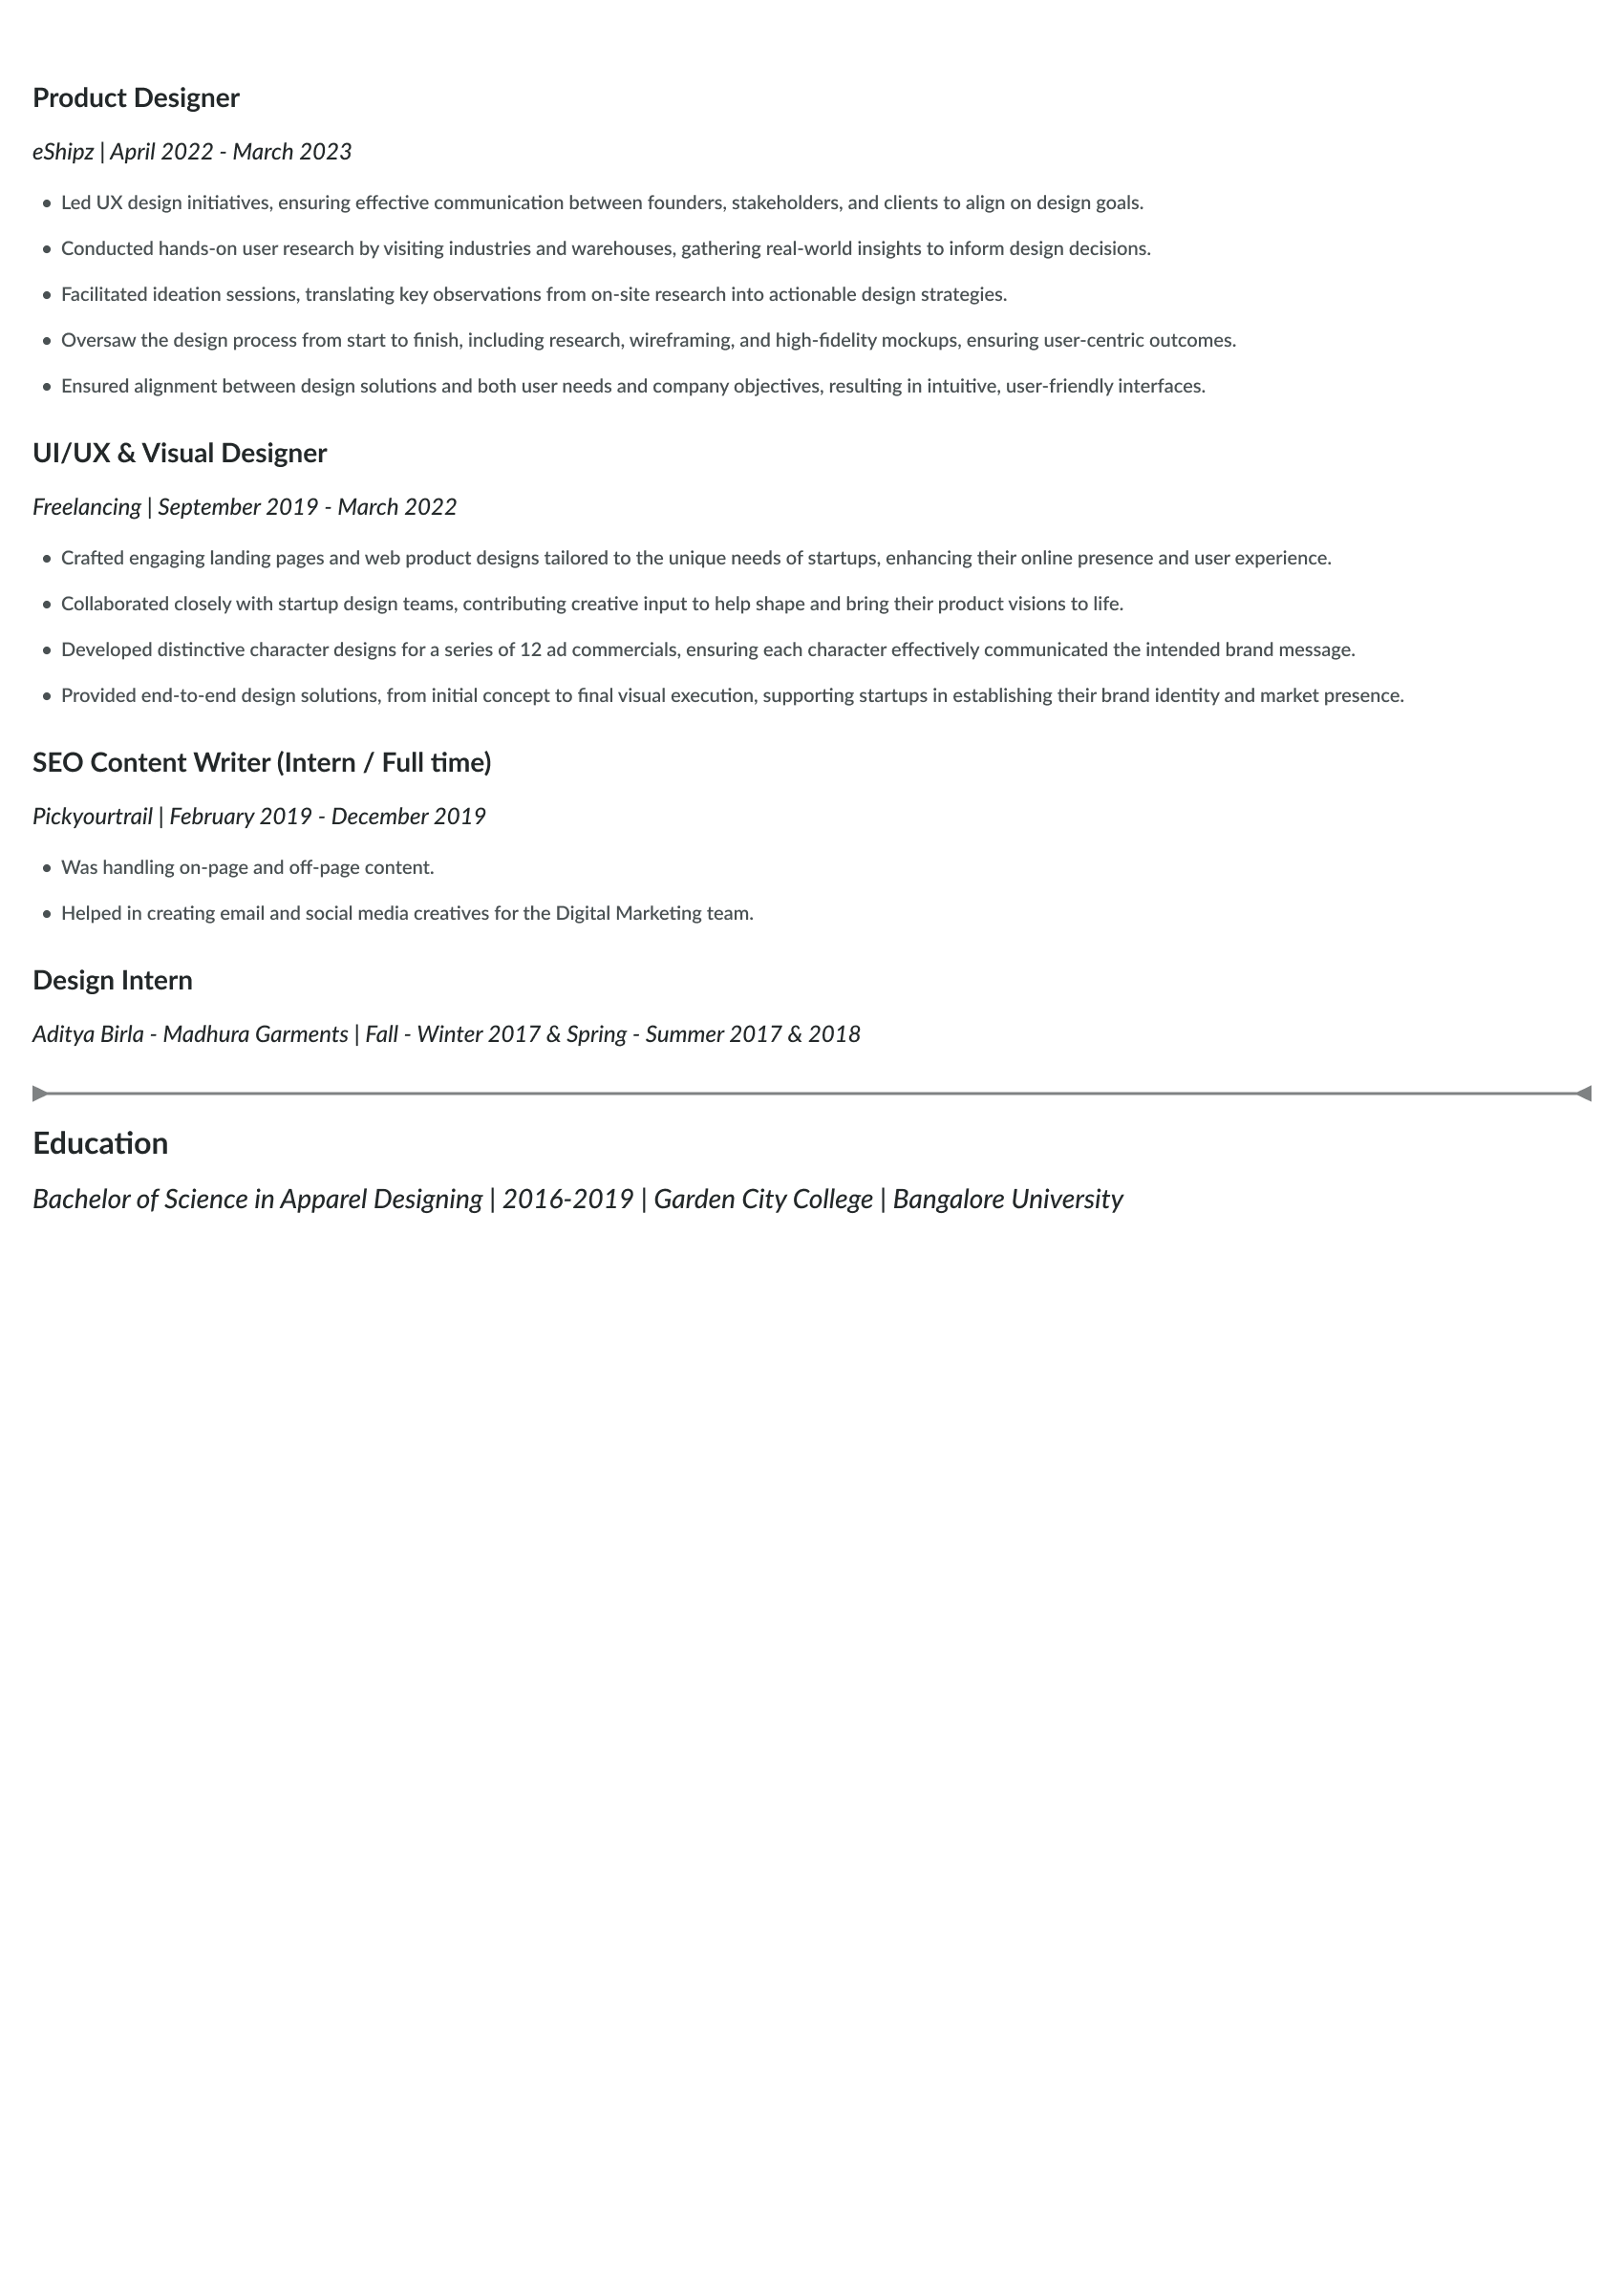 Product Designer
eShipz | April 2022 - March 2023
• Led UX design initiatives, ensuring effective communication between founders, stakeholders, and clients to align on design goals.
• Conducted hands-on user research by visiting industries and warehouses, gathering real-world insights to inform design decisions.
• Facilitated ideation sessions, translating key observations from on-site research into actionable design strategies.
• Oversaw the design process from start to finish, including research, wireframing, and high-fidelity mockups, ensuring user-centric outcomes.
• Ensured alignment between design solutions and both user needs and company objectives, resulting in intuitive, user-friendly interfaces.
UI/UX & Visual Designer
Freelancing | September 2019 - March 2022
• Crafted engaging landing pages and web product designs tailored to the unique needs of startups, enhancing their online presence and user experience.
• Collaborated closely with startup design teams, contributing creative input to help shape and bring their product visions to life.
• Developed distinctive character designs for a series of 12 ad commercials, ensuring each character effectively communicated the intended brand message.
• Provided end-to-end design solutions, from initial concept to final visual execution, supporting startups in establishing their brand identity and market presence.
SEO Content Writer (Intern / Full time)
Pickyourtrail | February 2019 - December 2019
• Was handling on-page and off-page content.
• Helped in creating email and social media creatives for the Digital Marketing team.
Design Intern
Aditya Birla - Madhura Garments | Fall - Winter 2017 & Spring - Summer 2017 & 2018
Education
Bachelor of Science in Apparel Designing | 2016-2019 | Garden City College | Bangalore University